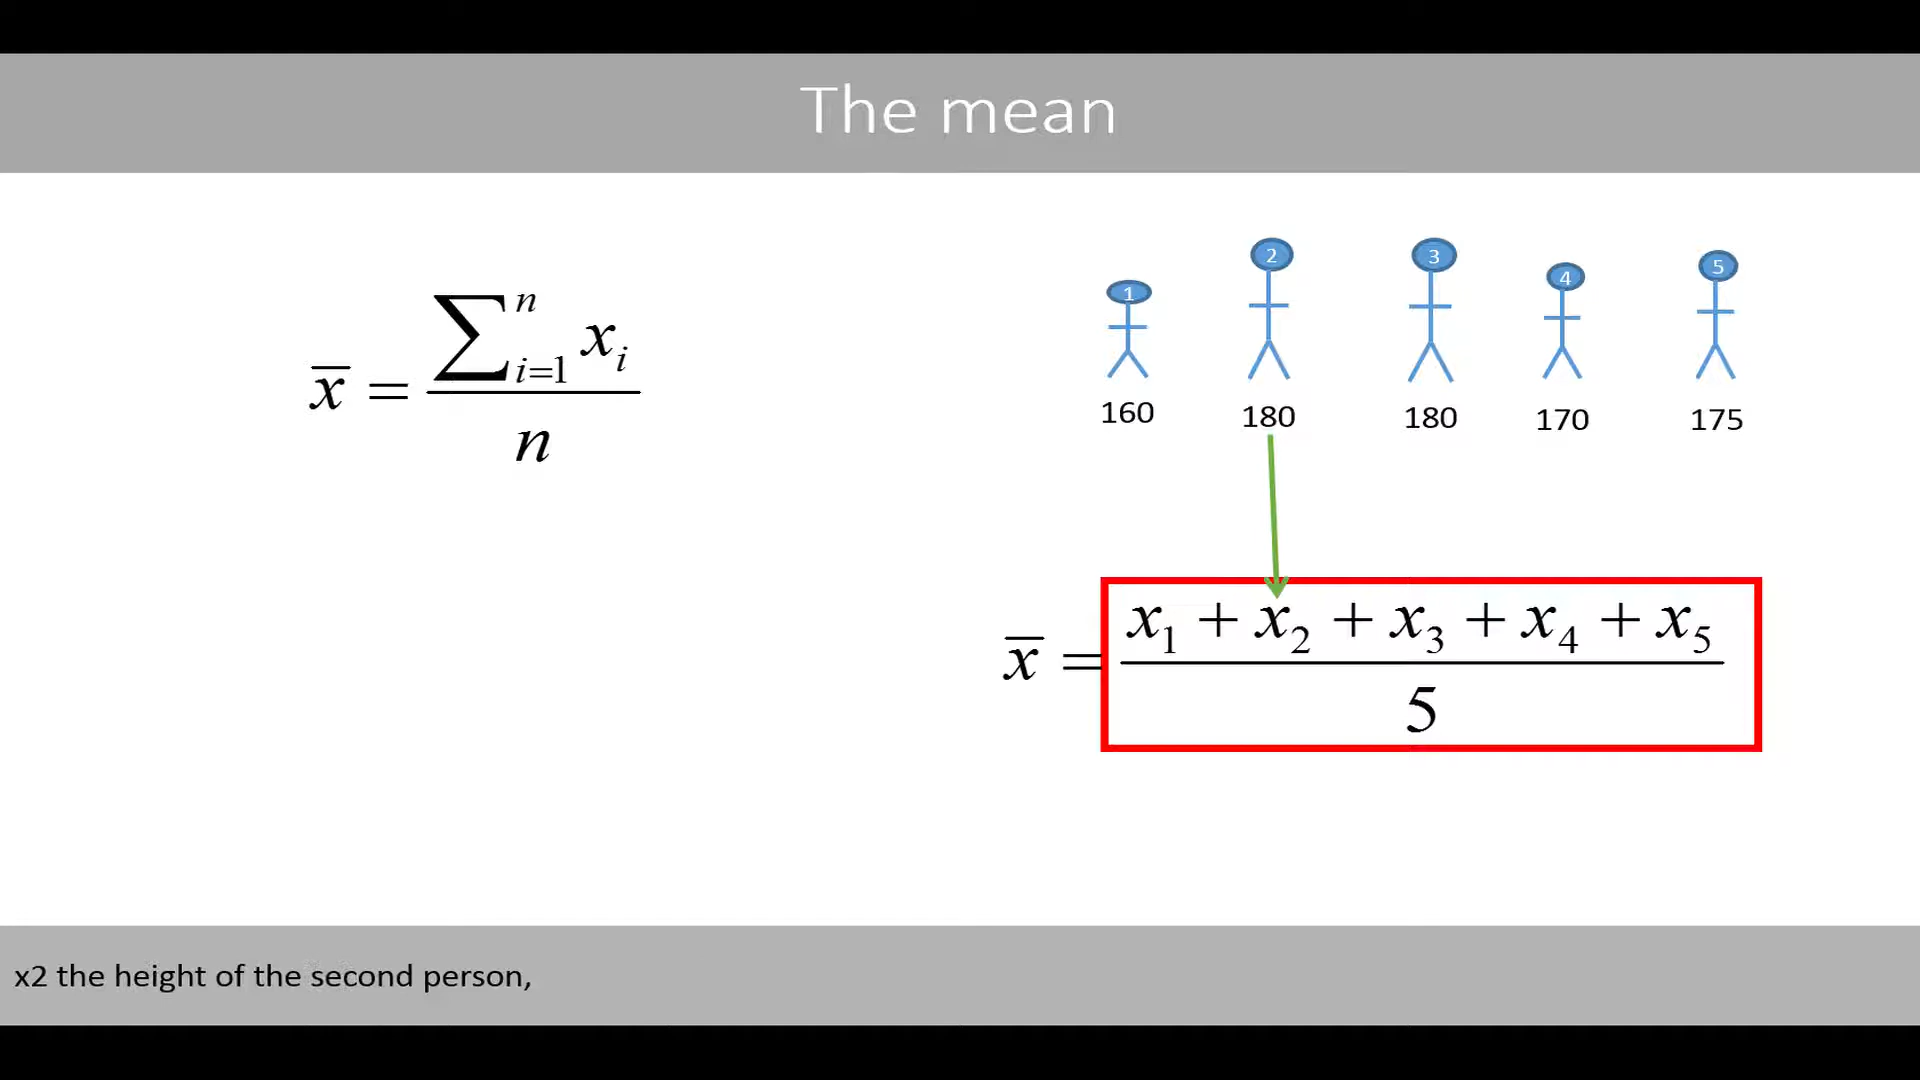 The mean
x̄ = ∑ⁿᵢ₌₁ xᵢ / n
1 2 3 4 5
160 180 180 170 175
x̄ = x₁ + x₂ + x₃ + x₄ + x₅ / 5
x2 the height of the second person,